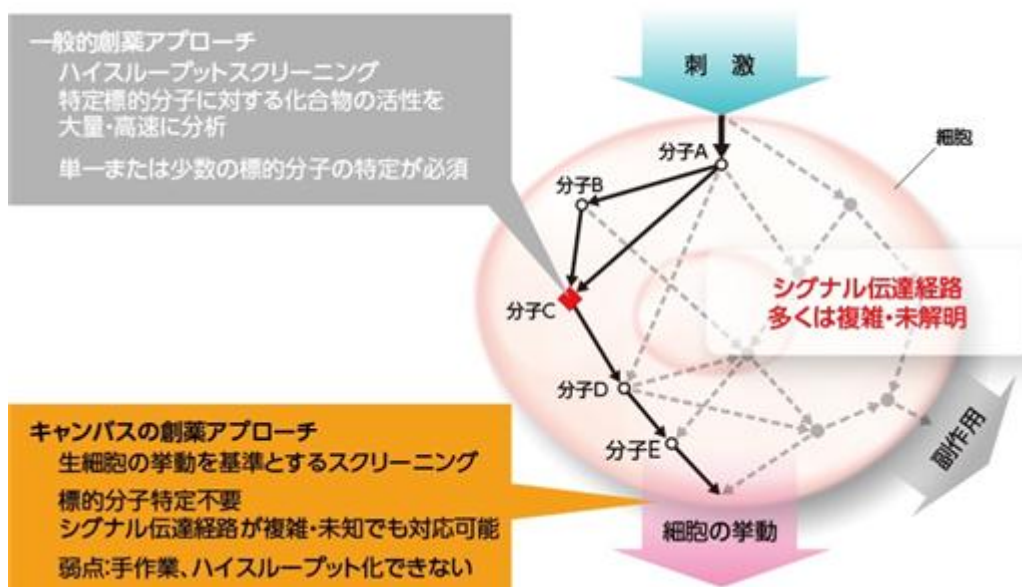 一般的創薬アプローチ
ハイスループットスクリーニング
特定標的分子に対する化合物の活性を
大量・高速に分析
単一または少数の標的分子の特定が必須
刺 激
細胞
分子A
分子B
分子C
シグナル伝達経路
多くは複雑・未解明
分子D
分子E
副作用
細胞の挙動
キャンバスの創薬アプローチ
生細胞の挙動を基準とするスクリーニング
標的分子特定不要
シグナル伝達経路が複雑・未知でも対応可能
弱点:手作業、ハイスループット化できない